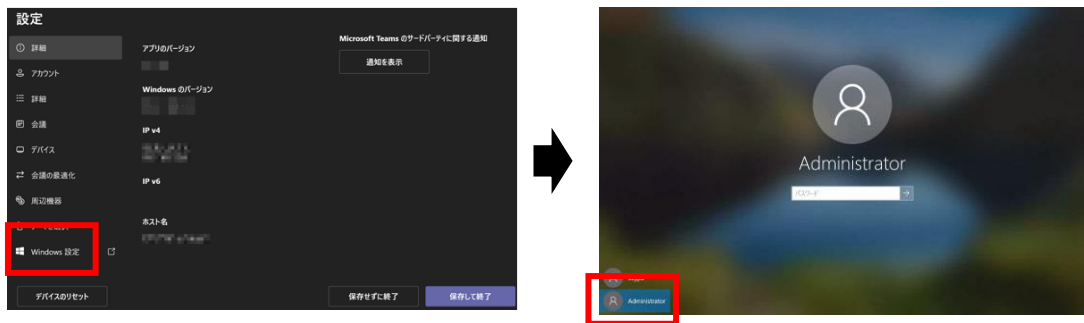 設定
詳細
アカウント
詳細
会議
デバイス
会議の最適化
周辺機器
Windows 設定
デバイスのリセット
アプリのバージョン
Windows のバージョン
IP v4
IP v6
ホスト名
Microsoft Teams のサードパーティに関する通知
通知を表示
保存せずに終了
保存して終了
Administrator
パスワード
Administrator